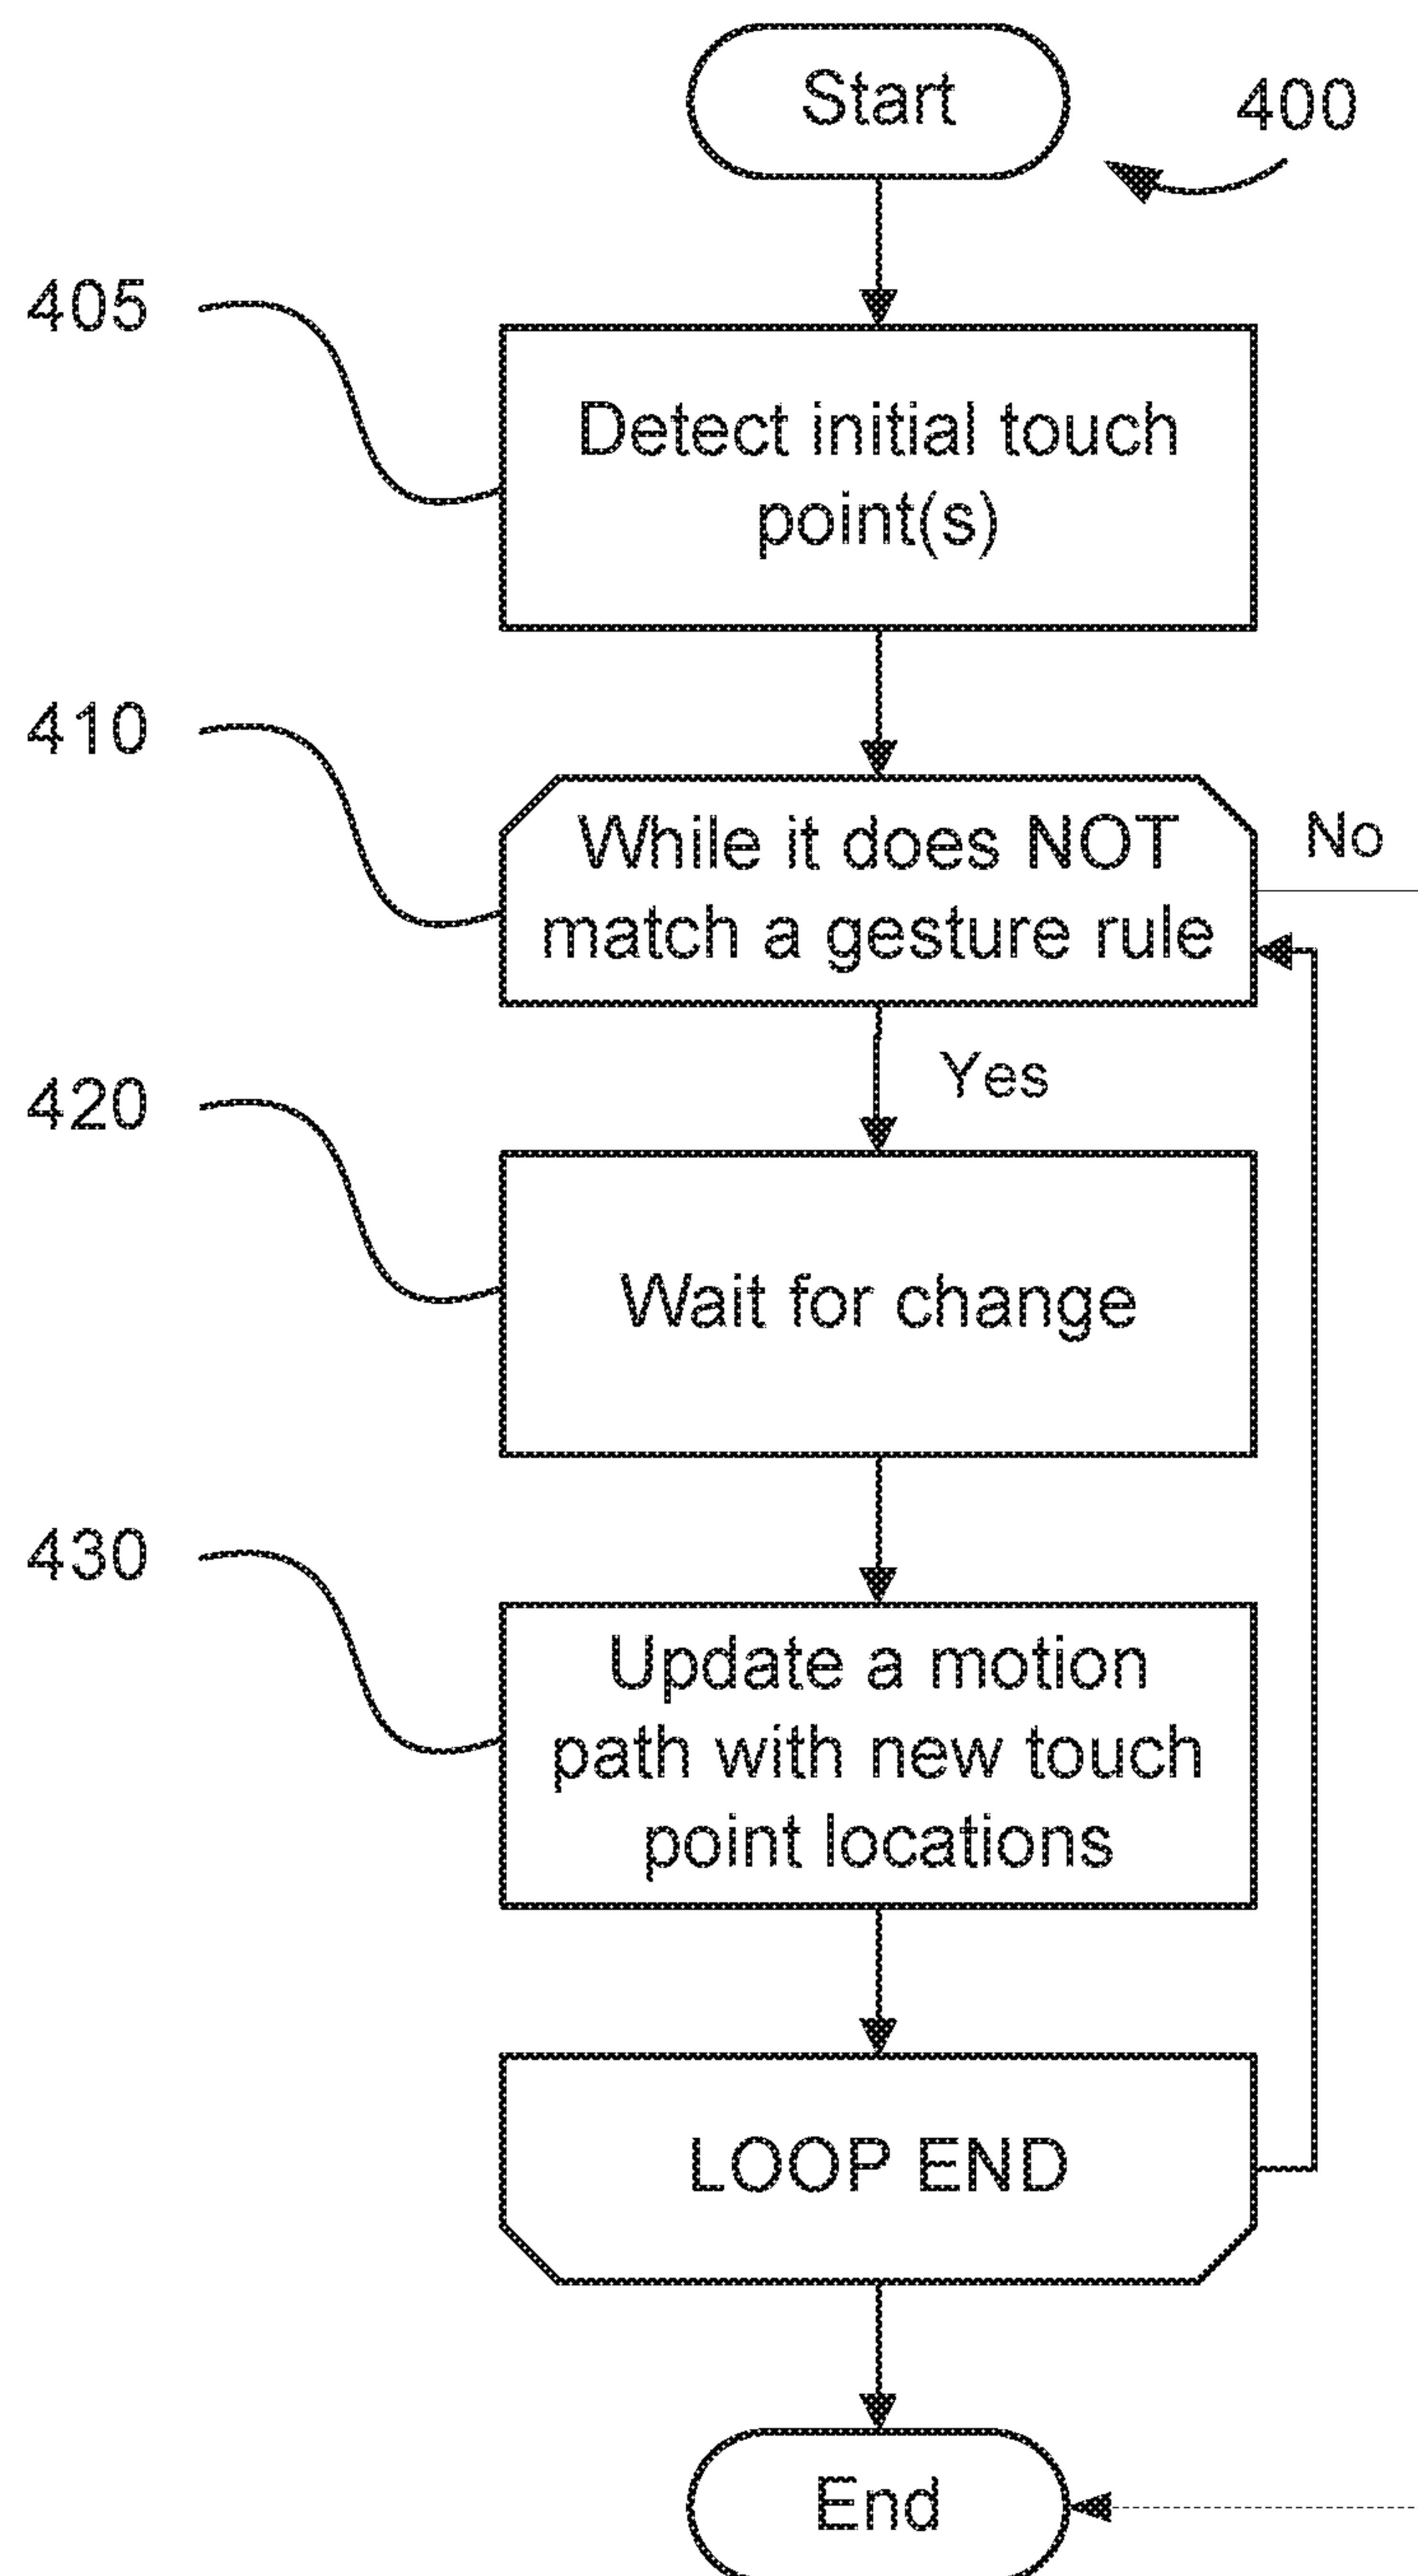 Start
400
405
Detect initial touch
point(s)
410
While it does NOT
match a gesture rule
No
Yes
420
Wait for change
430
Update a motion
path with new touch
point locations
LOOP END
End